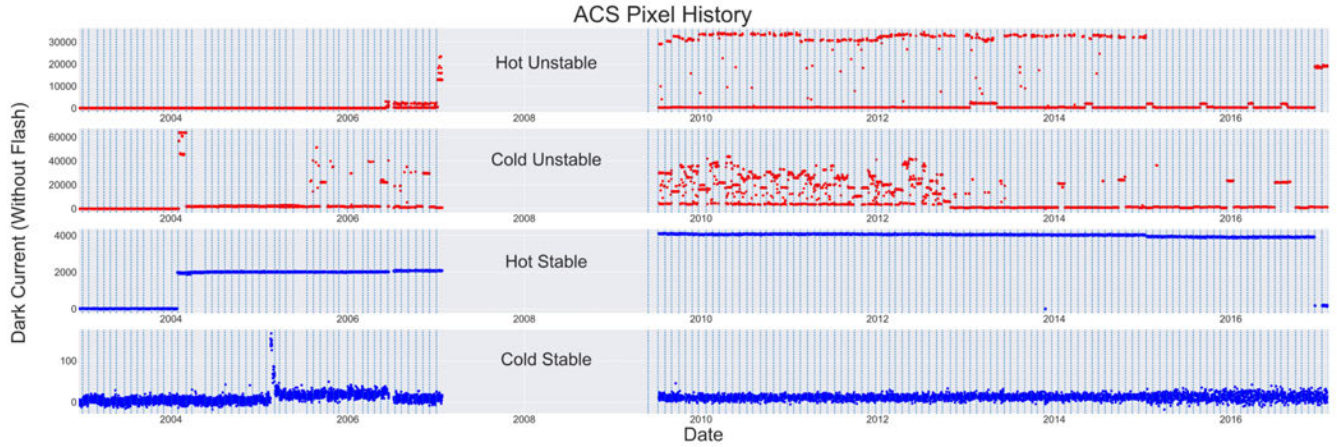 ACS Pixel History
Dark Current (Without Flash)
30000
20000
10000
0
Hot Unstable
2004 2006 2008 2010 2012 2014 2016
60000
40000
20000
0
Cold Unstable
2004 2006 2008 2010 2012 2014 2016
4000
2000
0
Hot Stable
2004 2006 2008 2010 2012 2014 2016
100
0
Cold Stable
2004 2006 2008 2010 2012 2014 2016
Date